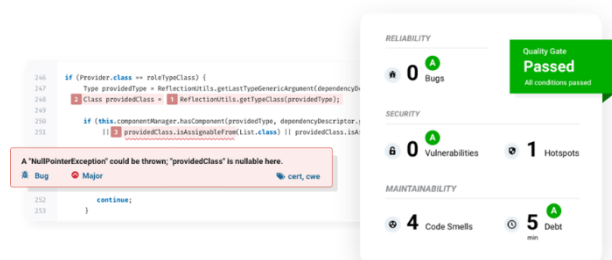 246 if (Provider.class == roleTypeClass) {
247 Type providedType = ReflectionUtils.getLastTypeGenericArgument(dependencyDe
248 2 Class providedClass = 1 ReflectionUtils.getTypeClass(providedType);
249
250 if (this.componentManager.hasComponent(providedType, dependencyDescriptor.
251 || 3 providedClass.isAssignableFrom(List.class) || providedClass.isAs
A "NullPointerException" could be thrown; "providedClass" is nullable here.
Bug Major cert, cwe
252 continue;
253 }
RELIABILITY
0 A Bugs
Quality Gate
Passed
All conditions passed
SECURITY
0 A Vulnerabilities 1 Hotspots
MAINTAINABILITY
4 Code Smells 5 min A Debt